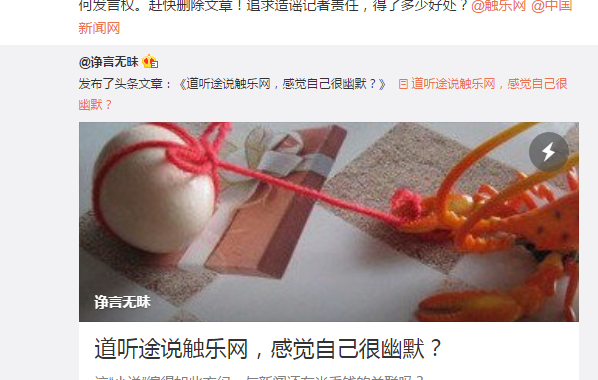 何发言权。赶快删除文章！追求造谣记者责任，得了多少好处？@触乐网 @中国
新闻网
@诤言无昧
发布了头条文章：《道听途说触乐网，感觉自己很幽默？》 道听途说触乐网，感觉自己很
幽默？
诤言无昧
道听途说触乐网，感觉自己很幽默？